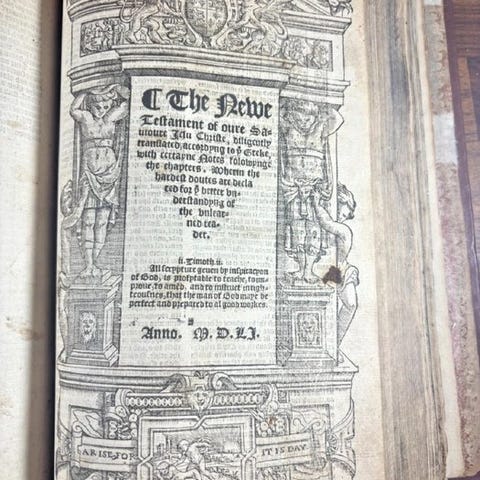 ¶ The Newe
Testament of oure Sa-
uioure Jesu Christe, diligently
translated, accordyng to yͤ Greke,
with certayne Notes folowynge
the chapters. Wherin the
hardest doutes are decla
red for yͤ better vn-
derstandyng of
the vnlear-
ned rea-
der.
ii. Timoth. ii.
All scrypture geuen by inspiracyon
of God, is profytable to teache, to im-
proue, to amēd, and to instruct in righ-
teousnes, that the man of God maye be
perfect and prepared to al good workes.
Anno. M. D. LI.
ARISE FOR IT IS DAY